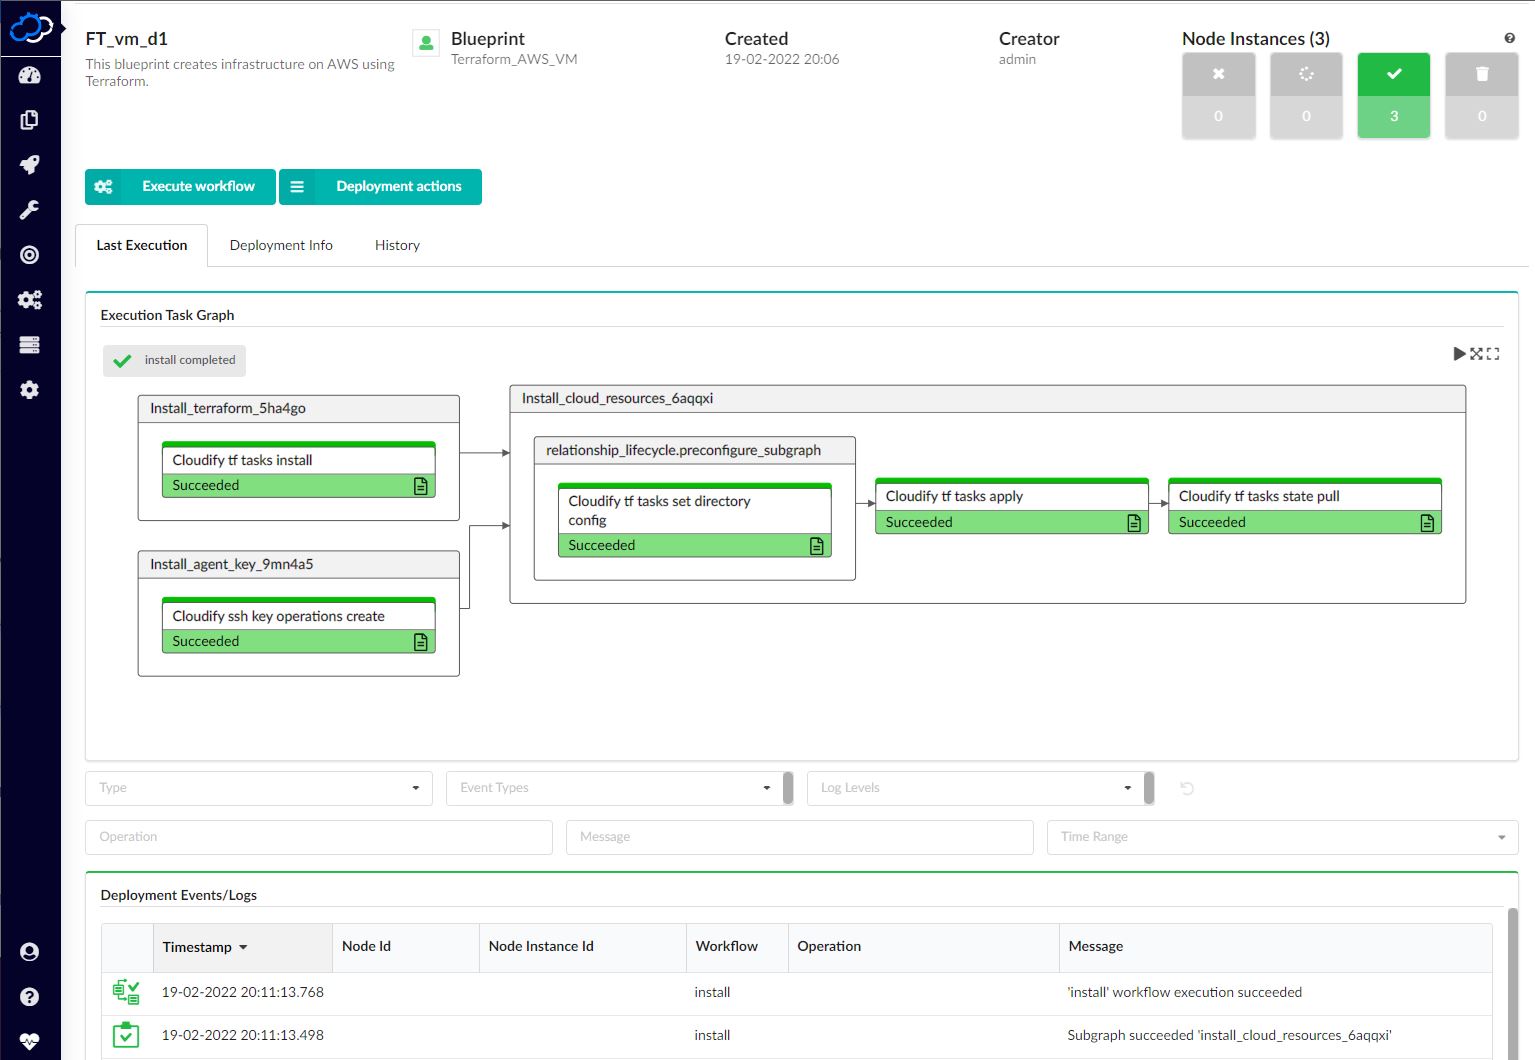 FT_vm_d1
This blueprint creates infrastructure on AWS using
Terraform.
Blueprint
Terraform_AWS_VM
Created
19-02-2022 20:06
Creator
admin
Node Instances (3)
0
0
3
0
Execute workflow
Deployment actions
Last Execution
Deployment Info
History
Execution Task Graph
install completed
Install_terraform_5ha4go
Cloudify tf tasks install
Succeeded
Install_agent_key_9mn4a5
Cloudify ssh key operations create
Succeeded
Install_cloud_resources_6aqqxi
relationship_lifecycle.preconfigure_subgraph
Cloudify tf tasks set directory
config
Succeeded
Cloudify tf tasks apply
Succeeded
Cloudify tf tasks state pull
Succeeded
Type
Event Types
Log Levels
Operation
Message
Time Range
Deployment Events/Logs
Timestamp Node Id Node Instance Id Workflow Operation Message
19-02-2022 20:11:13.768 install 'install' workflow execution succeeded
19-02-2022 20:11:13.498 install Subgraph succeeded 'install_cloud_resources_6aqqxi'